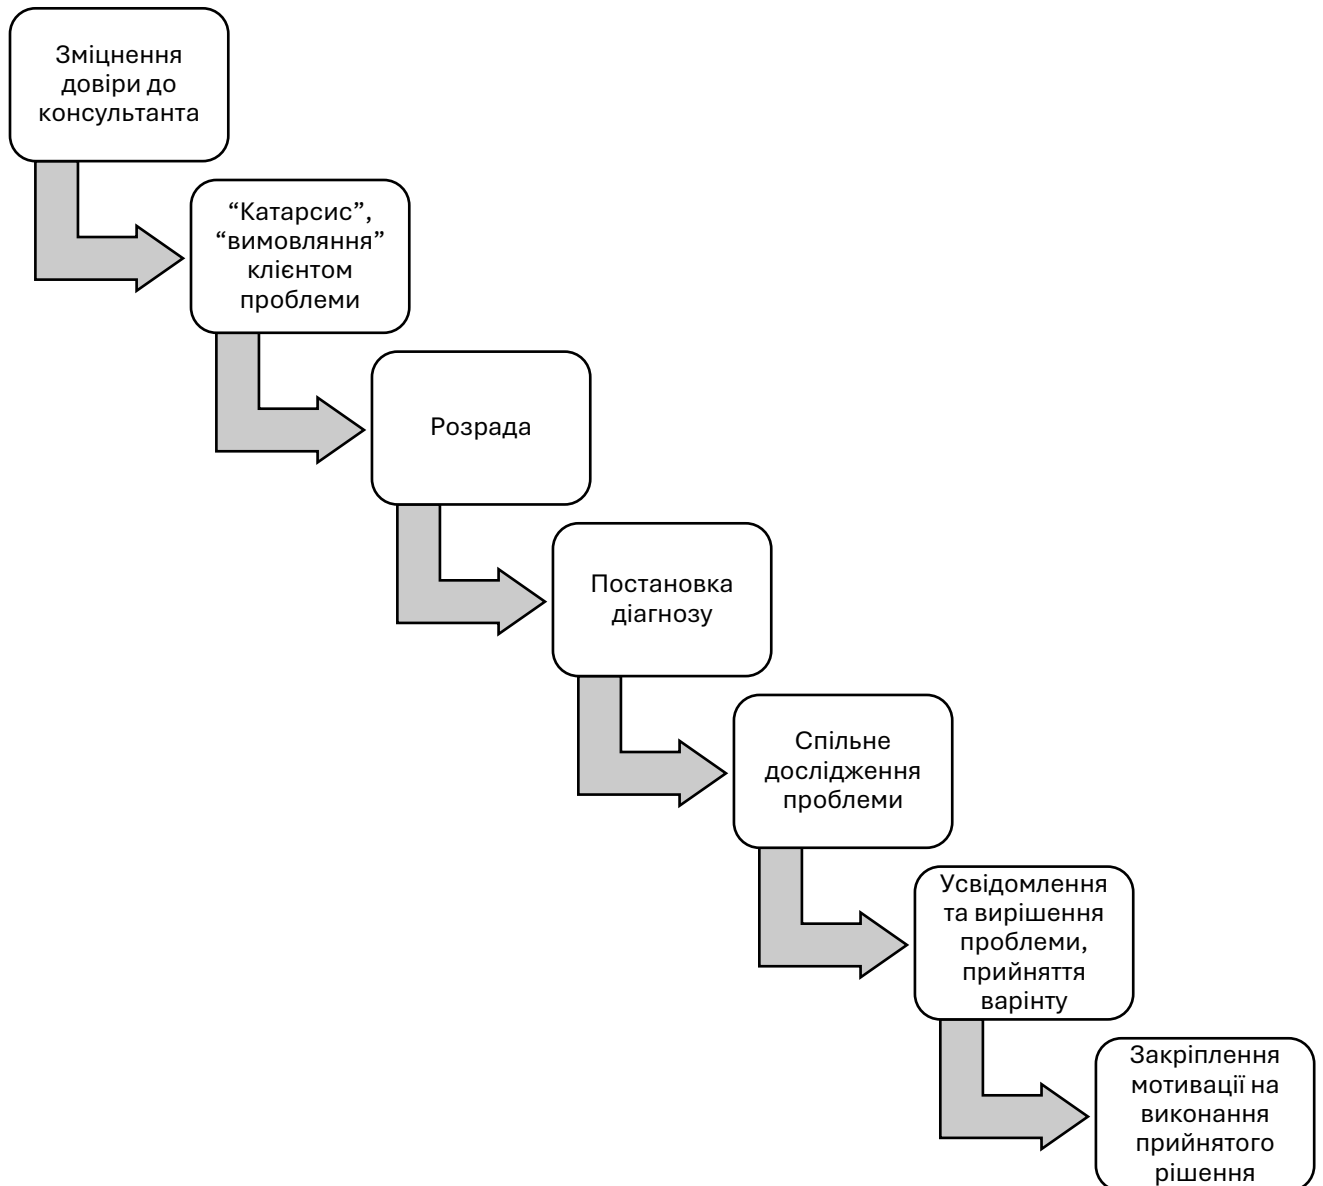 Зміцнення
довіри до
консультанта
“Катарсис”,
“вимовляння”
клієнтом
проблеми
Розрада
Постановка
діагнозу
Спільне
дослідження
проблеми
Усвідомлення
та вирішення
проблеми,
прийняття
варінту
Закріплення
мотивації на
виконання
прийнятого
рішення